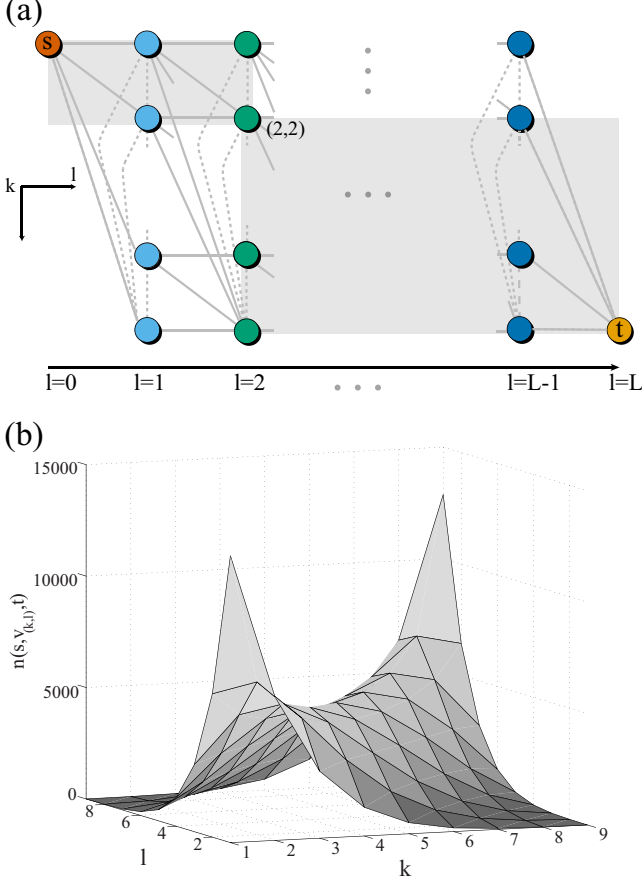 (a)
s
(2,2)
l
k
t
l=0 l=1 l=2 l=L-1 l=L
(b)
15000
10000
5000
0
n(s,v(k,l),t)
8 6 4 2
l
1 2 3 4 5 6 7 8 9
k